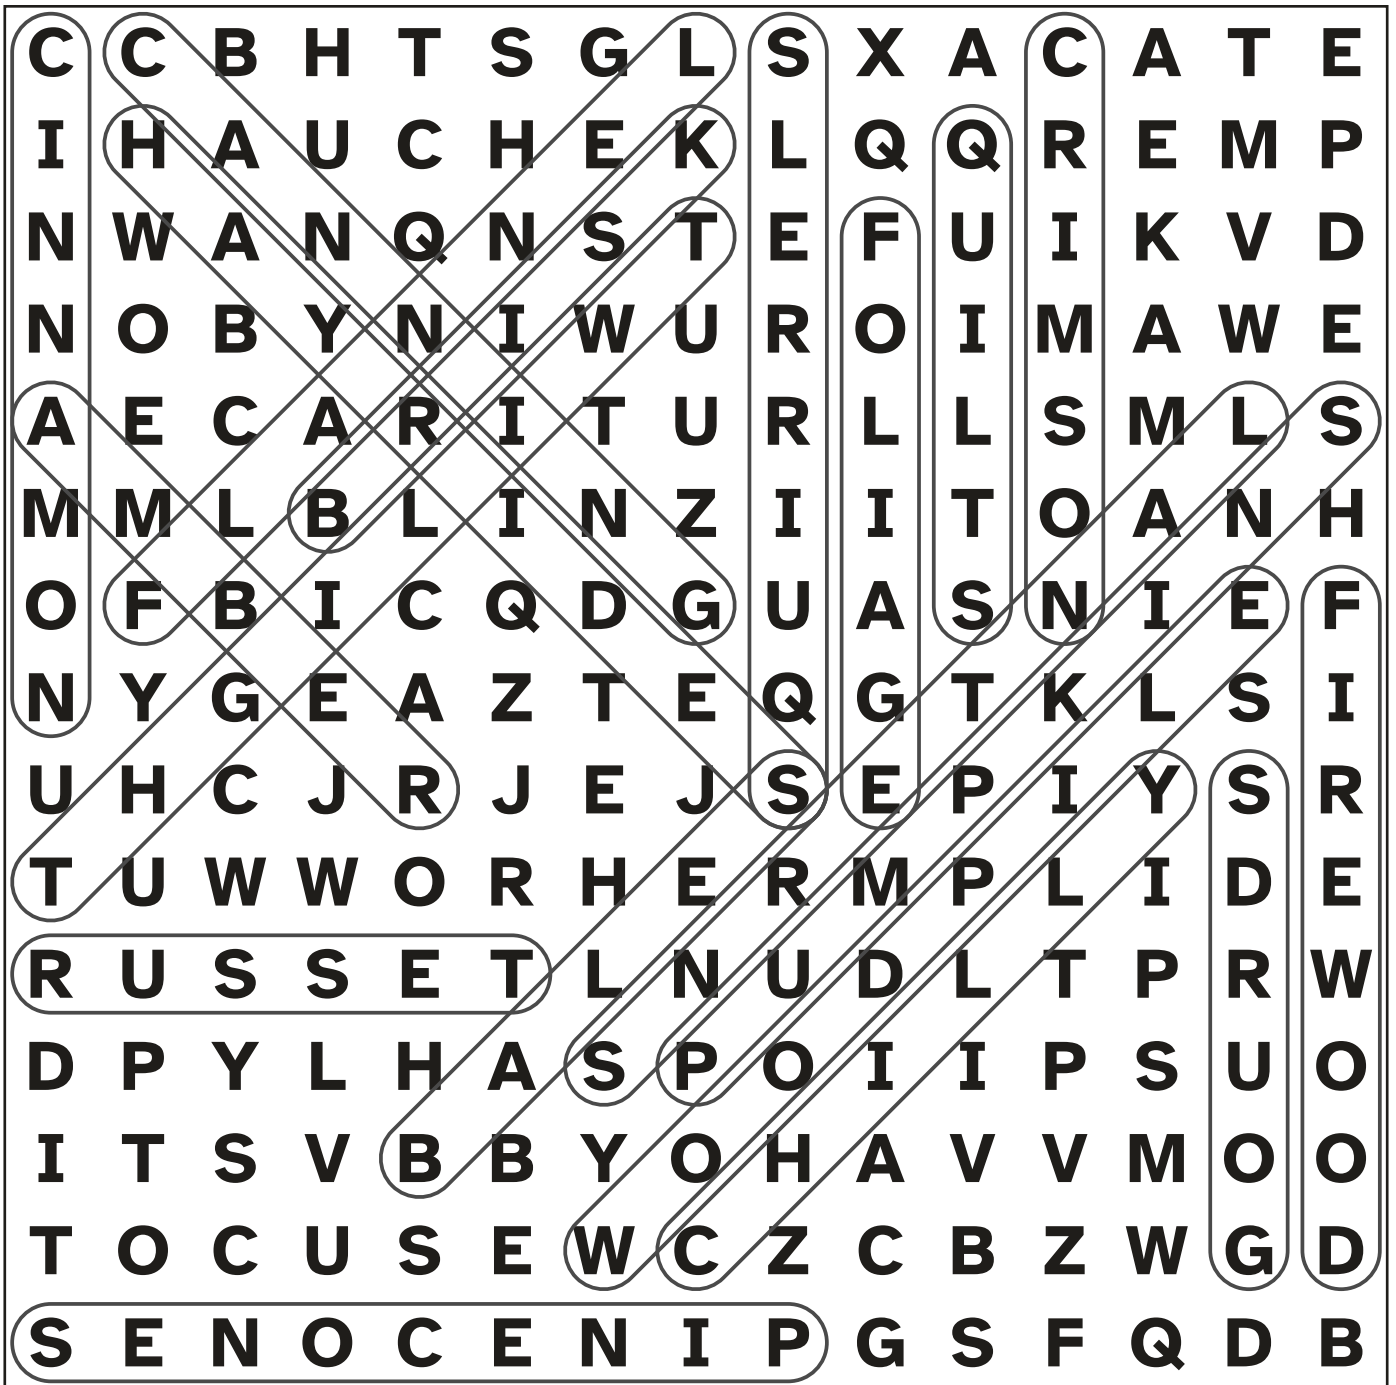 C C B H T S G L S X A C A T E
I H A U C H E K L Q Q R E M P
N W A N Q N S T E F U I K V D
N O B Y N I W U R O I M A W E
A E C A R I T U R L L S M L S
M M L B L I N Z I I T O A N H
O F B I C Q D G U A S N I E F
N Y G E A Z T E Q G T K L S I
U H C J R J E J S E P I Y S R
T U W W O R H E R M P L I D E
R U S S E T L N U D L T P R W
D P Y L H A S P O I I P S U O
I T S V B B Y O H A V V M O O
T O C U S E W C Z C B Z W G D
S E N O C E N I P G S F Q D B